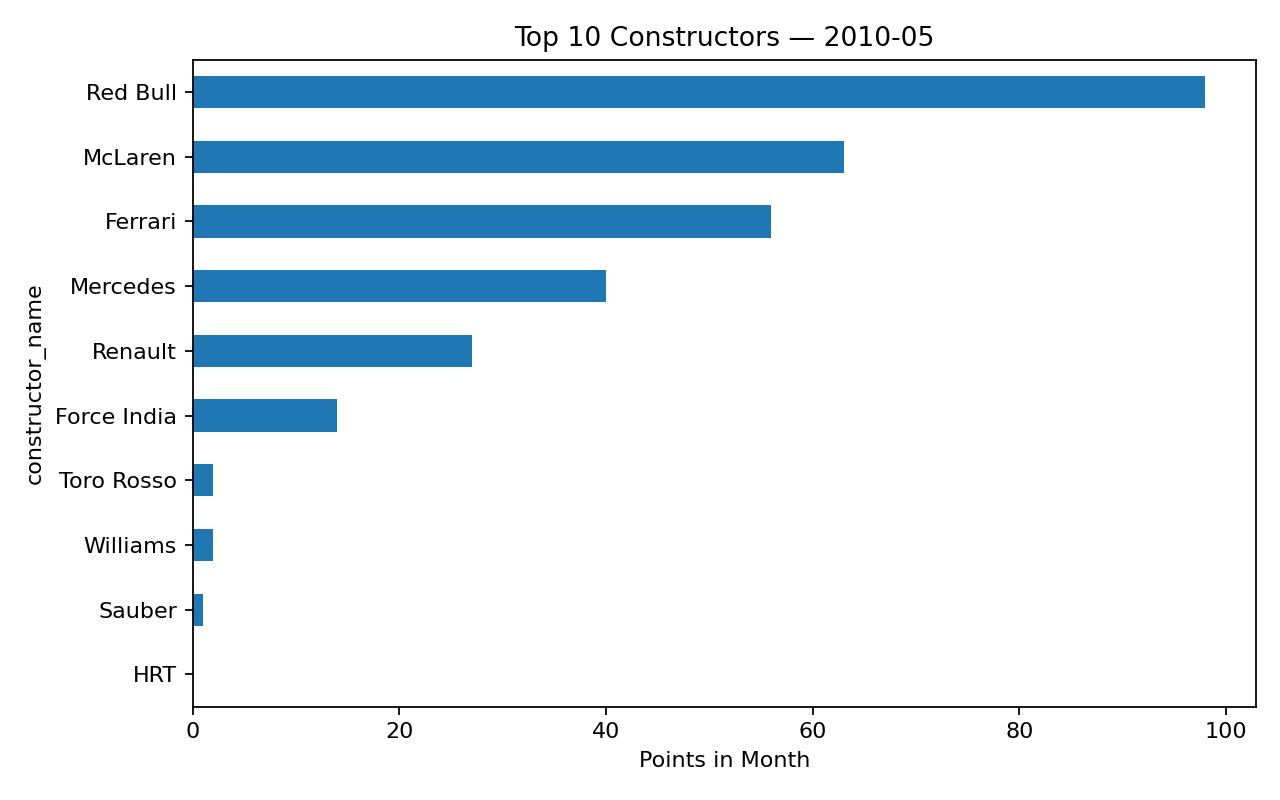 Top 10 Constructors — 2010-05
constructor_name
Red Bull
McLaren
Ferrari
Mercedes
Renault
Force India
Toro Rosso
Williams
Sauber
HRT
0 20 40 60 80 100
Points in Month